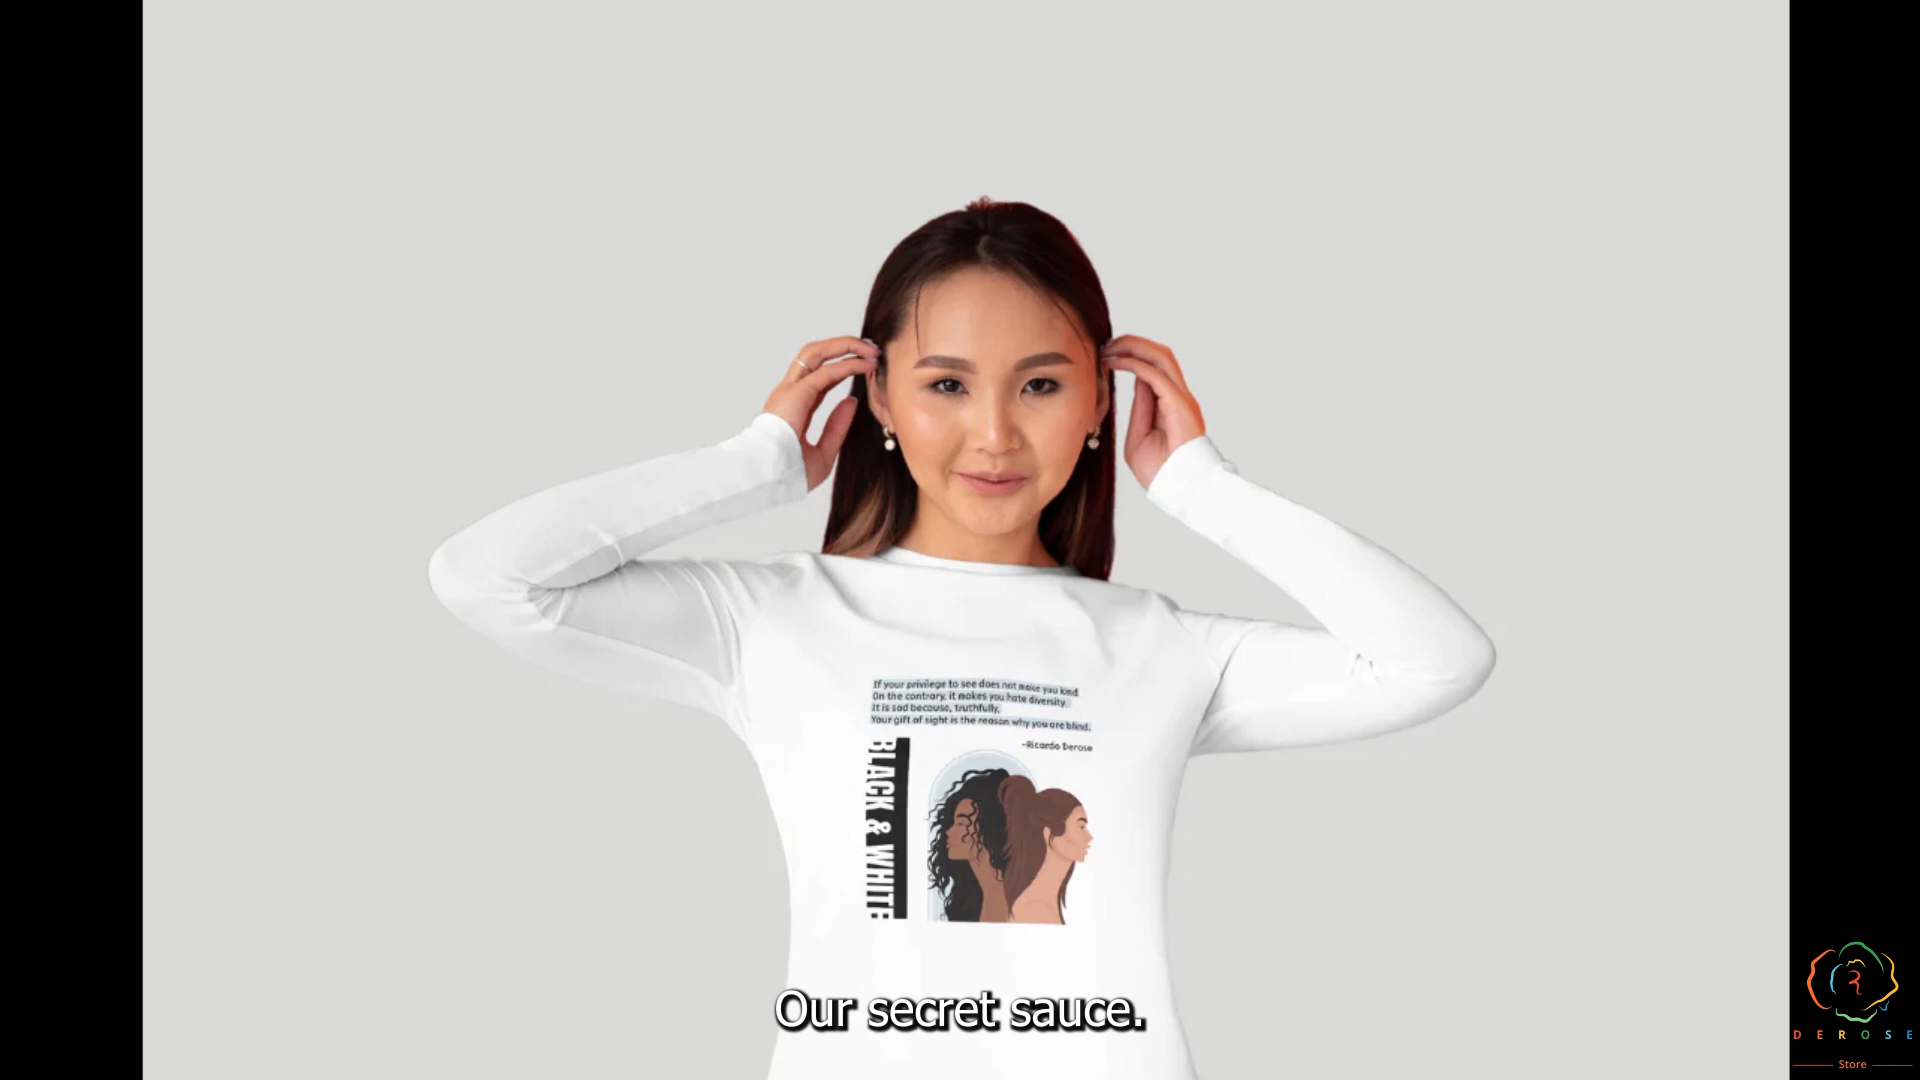 If your privilege to see does not make you kind
On the contrary, it makes you hate diversity.
It is sad because, truthfully,
Your gift of sight is the reason why you are blind.
~Ricardo Derose
BLACK & WHITE
Our secret sauce.
DEROSE
Store